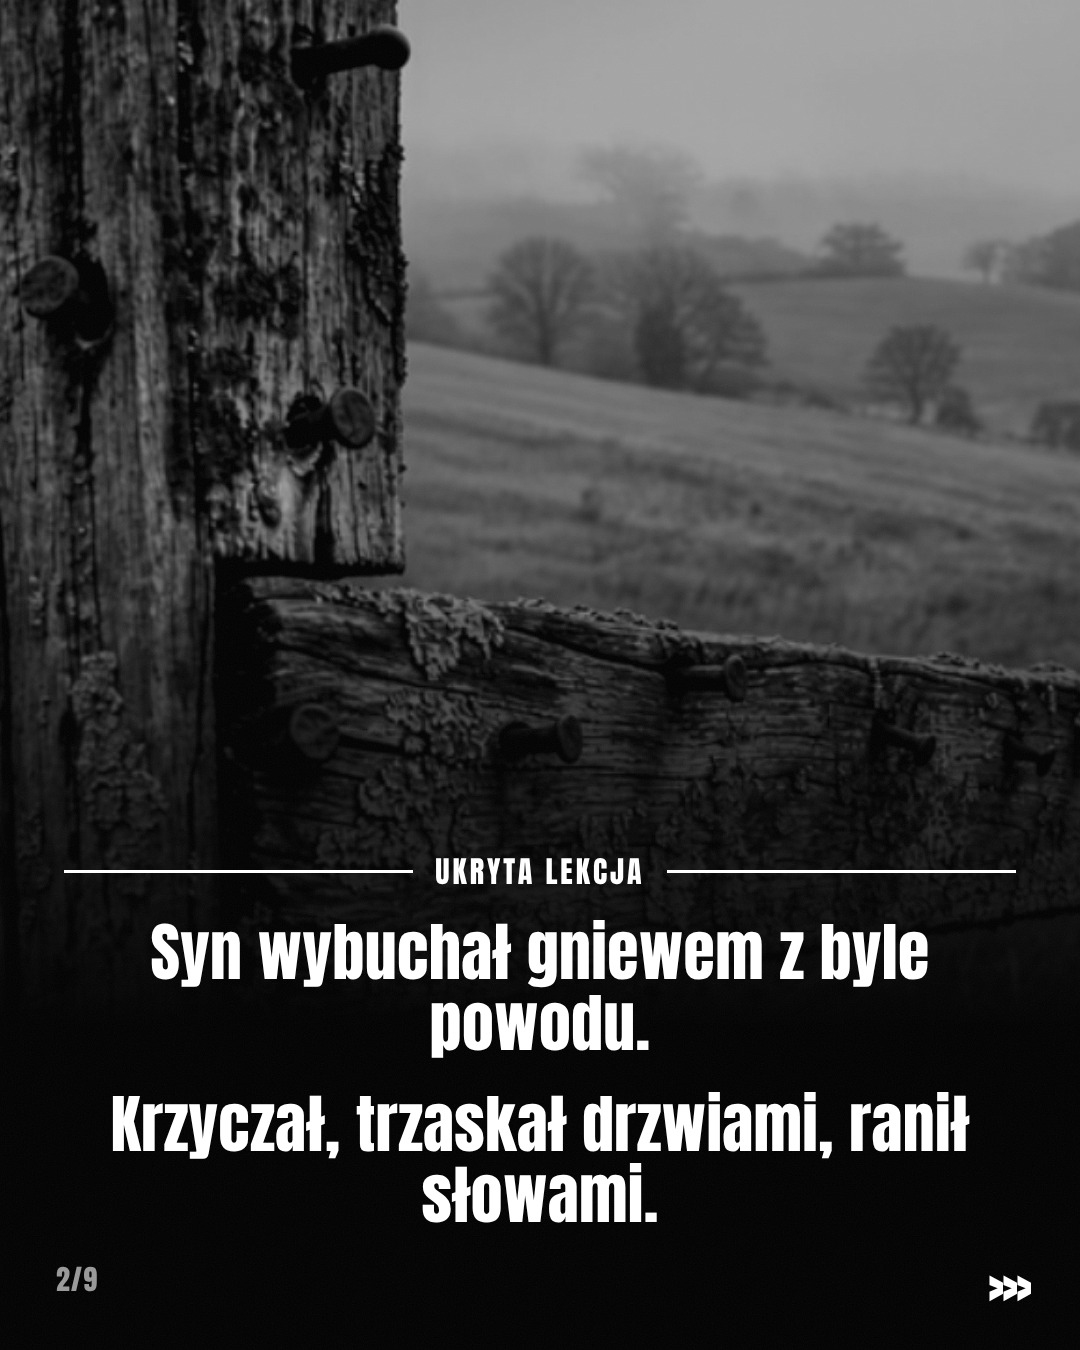 UKRYTA LEKCJA
Syn wybuchał gniewem z byle
powodu.
Krzyczał, trzaskał drzwiami, ranił
słowami.
2/9
>>>